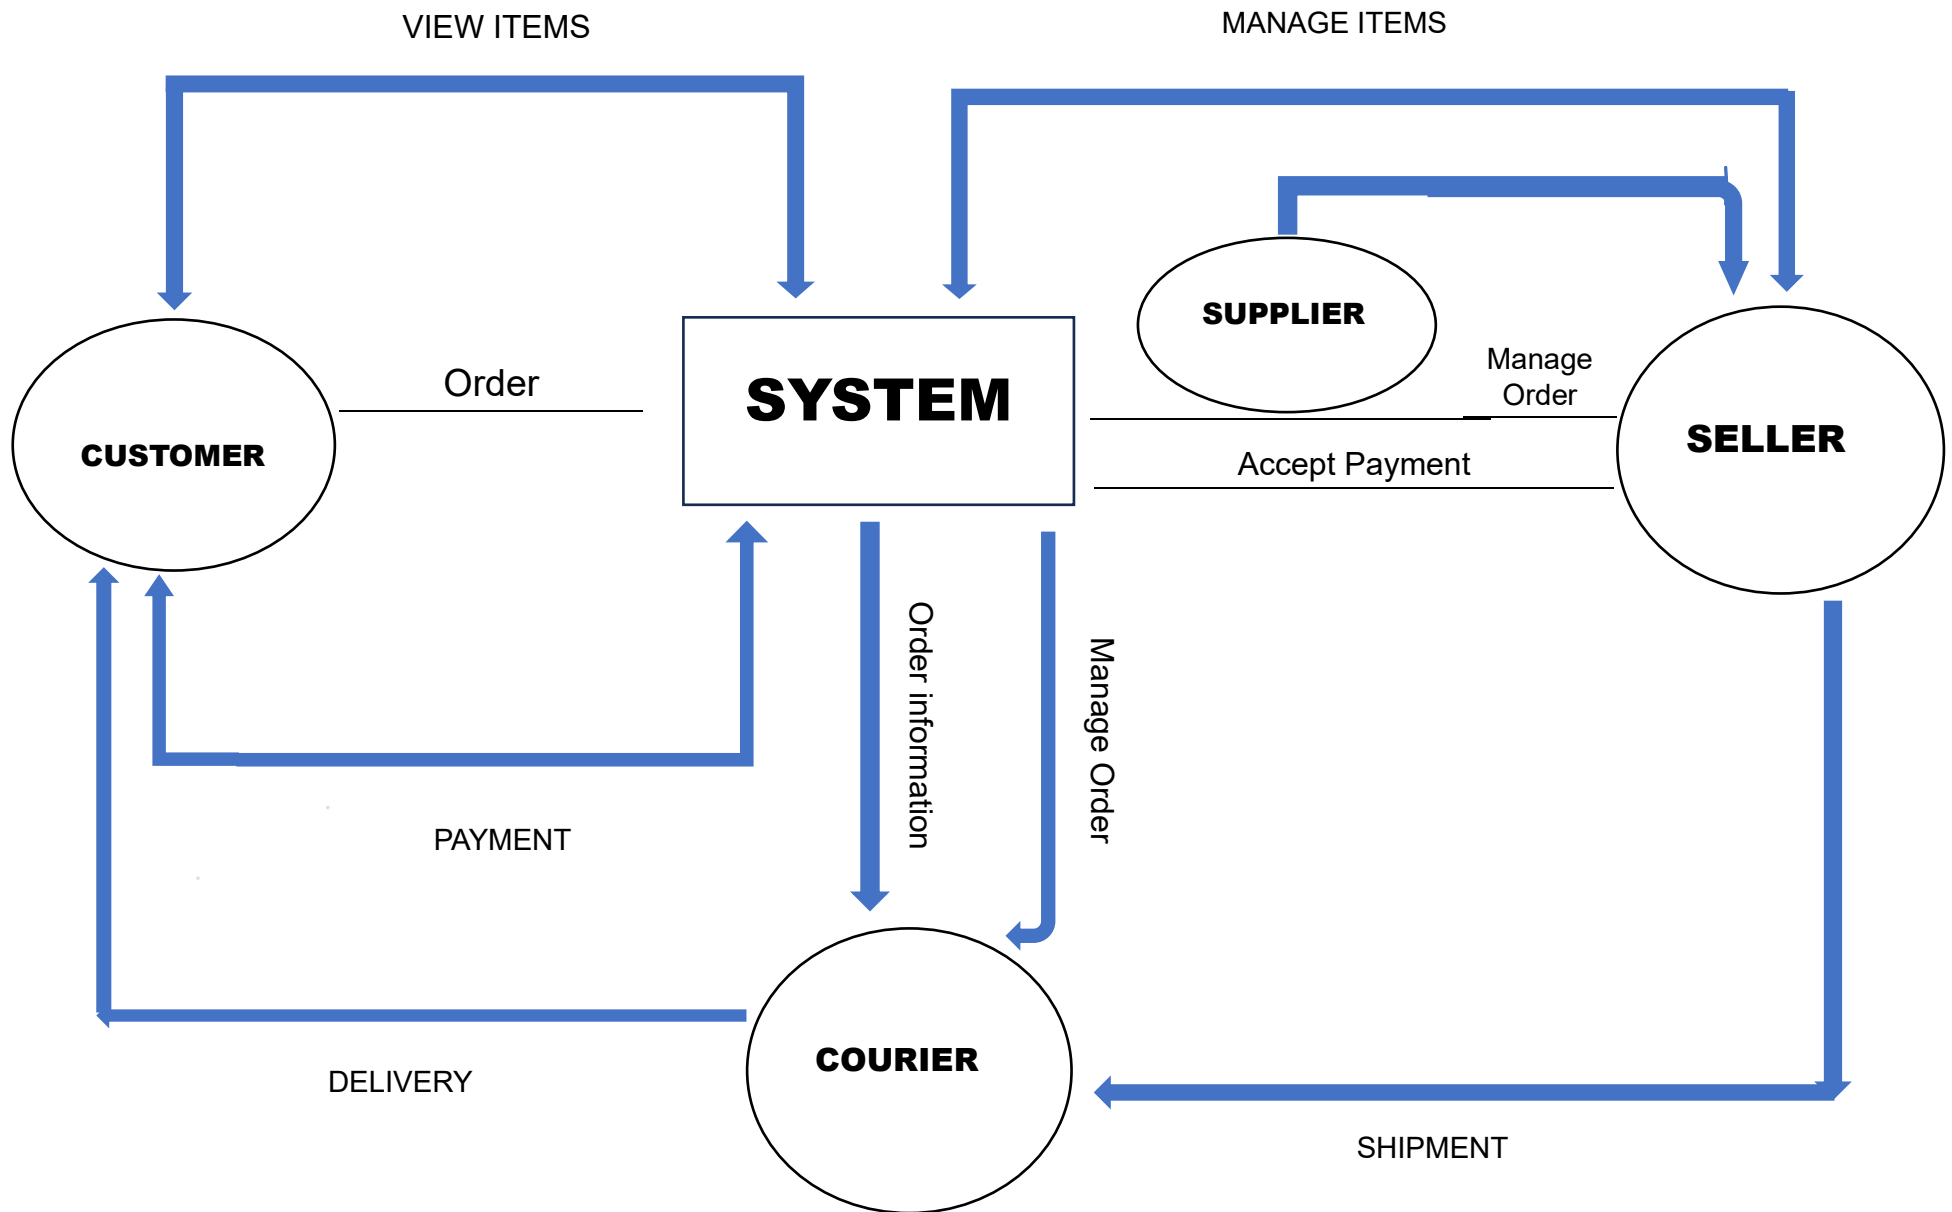 VIEW ITEMS
MANAGE ITEMS
SUPPLIER
Manage
Order
Order
SYSTEM
CUSTOMER
SELLER
Accept Payment
Order information
Manage Order
PAYMENT
COURIER
DELIVERY
SHIPMENT